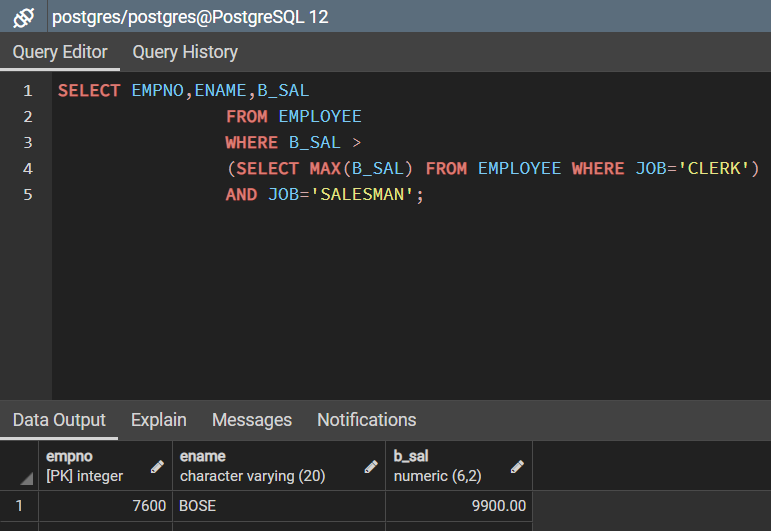 postgres/postgres@PostgreSQL 12
Query Editor Query History
1 SELECT EMPNO,ENAME,B_SAL
2 FROM EMPLOYEE
3 WHERE B_SAL >
4 (SELECT MAX(B_SAL) FROM EMPLOYEE WHERE JOB='CLERK')
5 AND JOB='SALESMAN';
Data Output Explain Messages Notifications
empno ename b_sal
[PK] integer character varying (20) numeric (6,2)
1 7600 BOSE 9900.00